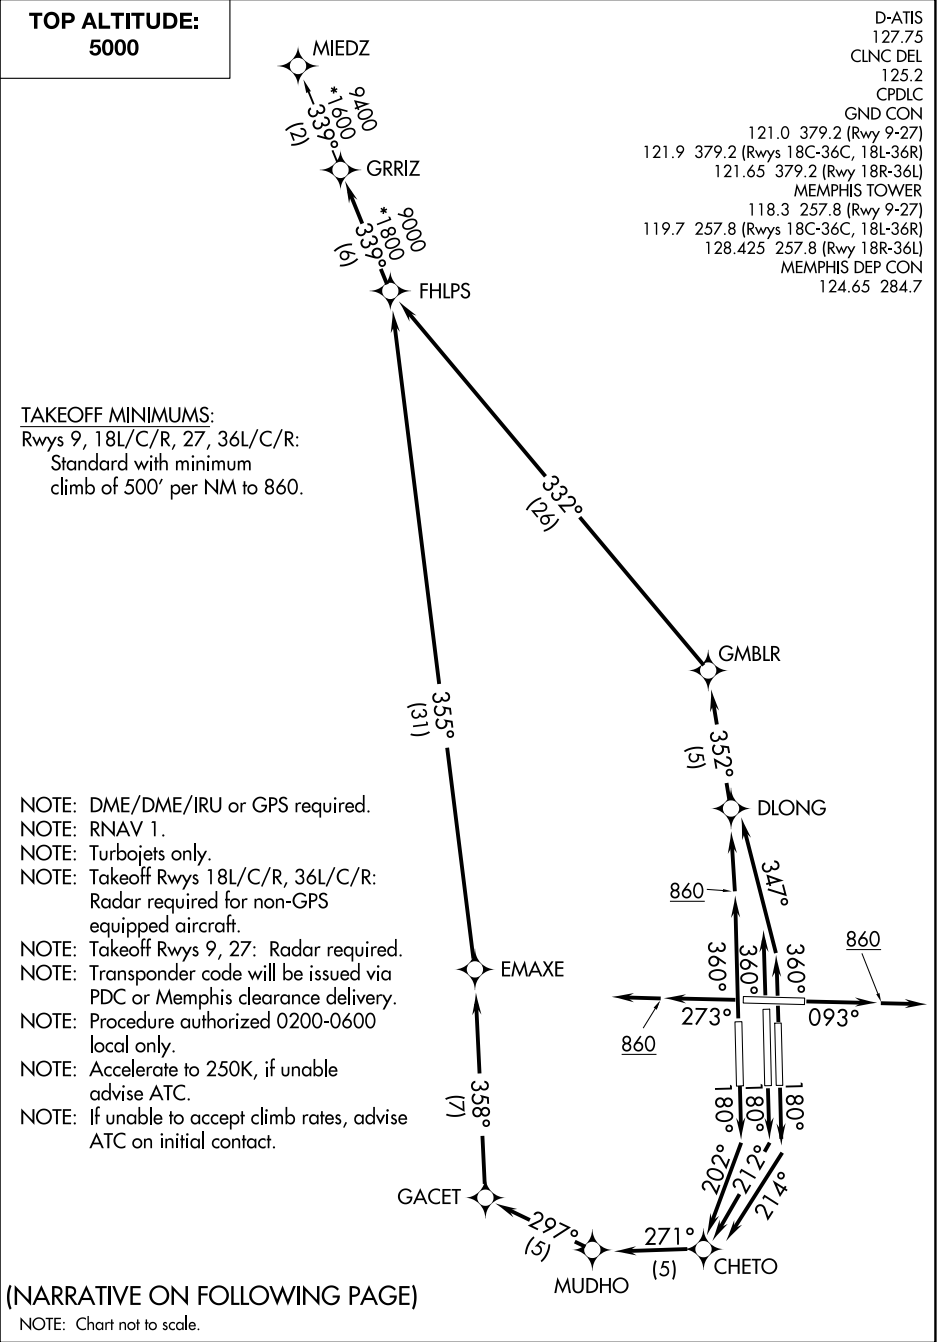 TOP ALTITUDE:
5000
D-ATIS
127.75
CLNC DEL
125.2
CPDLC
GND CON
121.0 379.2 (Rwy 9-27)
121.9 379.2 (Rwys 18C-36C, 18L-36R)
121.65 379.2 (Rwy 18R-36L)
MEMPHIS TOWER
118.3 257.8 (Rwy 9-27)
119.7 257.8 (Rwys 18C-36C, 18L-36R)
128.425 257.8 (Rwy 18R-36L)
MEMPHIS DEP CON
124.65 284.7
MIEDZ
9400
*1600
339°
(2)
GRRIZ
9000
*1800
339°
(6)
FHLPS
TAKEOFF MINIMUMS:
Rwys 9, 18L/C/R, 27, 36L/C/R:
Standard with minimum
climb of 500' per NM to 860.
332°
(26)
GMBLR
355°
(31)
352°
(5)
DLONG
347°
860
360°
360°
360°
860
273°
093°
860
EMAXE
NOTE: DME/DME/IRU or GPS required.
NOTE: RNAV 1.
NOTE: Turbojets only.
NOTE: Takeoff Rwys 18L/C/R, 36L/C/R:
Radar required for non-GPS
equipped aircraft.
NOTE: Takeoff Rwys 9, 27: Radar required.
NOTE: Transponder code will be issued via
PDC or Memphis clearance delivery.
NOTE: Procedure authorized 0200-0600
local only.
NOTE: Accelerate to 250K, if unable
advise ATC.
NOTE: If unable to accept climb rates, advise
ATC on initial contact.
358°
(7)
180°
180°
180°
202°
212°
214°
GACET
297°
(5)
MUDHO
271°
(5)
CHETO
(NARRATIVE ON FOLLOWING PAGE)
NOTE: Chart not to scale.